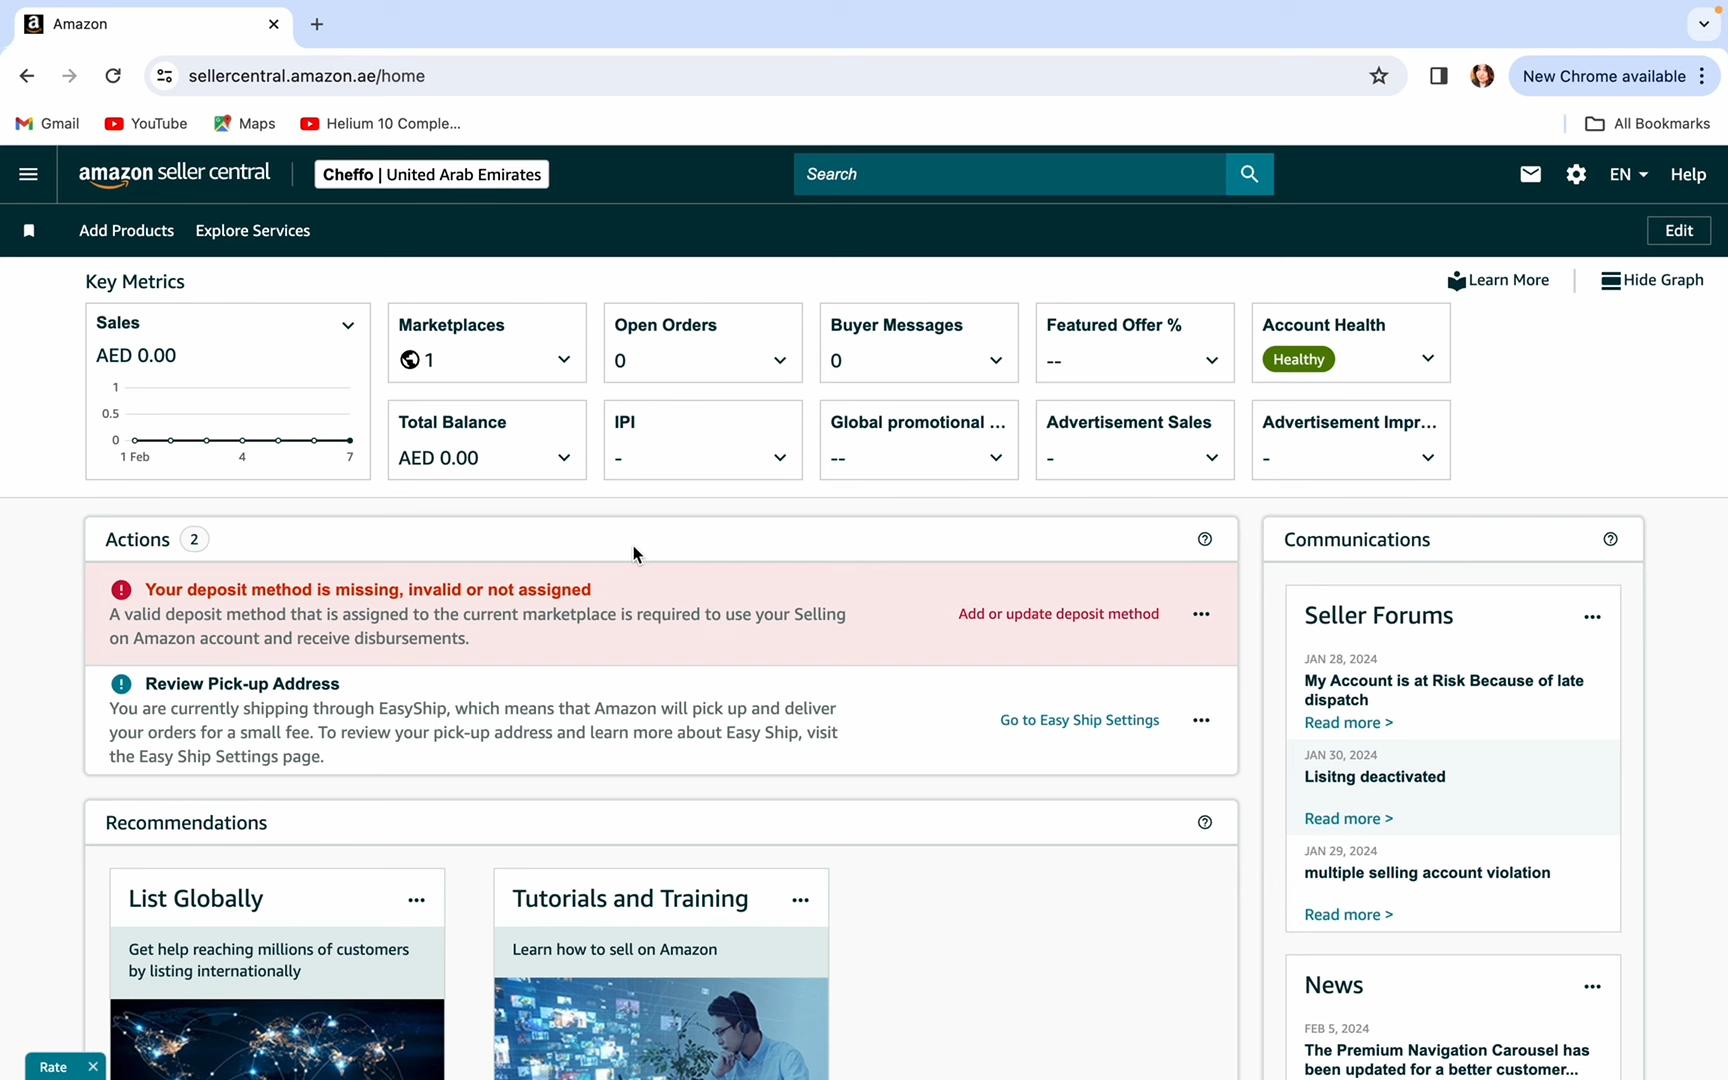 Amazon
sellercentral.amazon.ae/home
New Chrome available
Gmail
YouTube
Maps
Helium 10 Comple...
All Bookmarks
amazon seller central
Cheffo | United Arab Emirates
Search
EN
Help
Add Products
Explore Services
Edit
Key Metrics
Learn More
Hide Graph
Sales
AED 0.00
1
0.5
0
1 Feb
4
7
Marketplaces
1
Open Orders
0
Buyer Messages
0
Featured Offer %
--
Account Health
Healthy
Total Balance
AED 0.00
IPI
-
Global promotional ...
--
Advertisement Sales
-
Advertisement Impr...
-
Actions 2
Your deposit method is missing, invalid or not assigned
A valid deposit method that is assigned to the current marketplace is required to use your Selling
on Amazon account and receive disbursements.
Add or update deposit method
Review Pick-up Address
You are currently shipping through EasyShip, which means that Amazon will pick up and deliver
your orders for a small fee. To review your pick-up address and learn more about Easy Ship, visit
the Easy Ship Settings page.
Go to Easy Ship Settings
Recommendations
List Globally
Get help reaching millions of customers
by listing internationally
Tutorials and Training
Learn how to sell on Amazon
Communications
Seller Forums
JAN 28, 2024
My Account is at Risk Because of late
dispatch
Read more >
JAN 30, 2024
Lisitng deactivated
Read more >
JAN 29, 2024
multiple selling account violation
Read more >
News
FEB 5, 2024
The Premium Navigation Carousel has
been updated for a better customer...
Rate